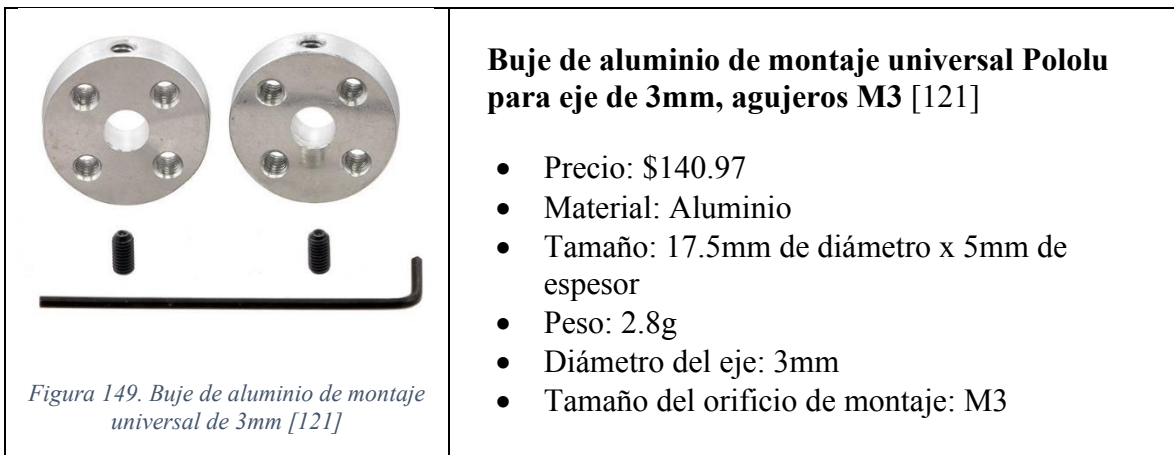 Buje de aluminio de montaje universal Pololu
para eje de 3mm, agujeros M3 [121]
• Precio: $140.97
• Material: Aluminio
• Tamaño: 17.5mm de diámetro x 5mm de
espesor
• Peso: 2.8g
• Diámetro del eje: 3mm
• Tamaño del orificio de montaje: M3
Figura 149. Buje de aluminio de montaje
universal de 3mm [121]